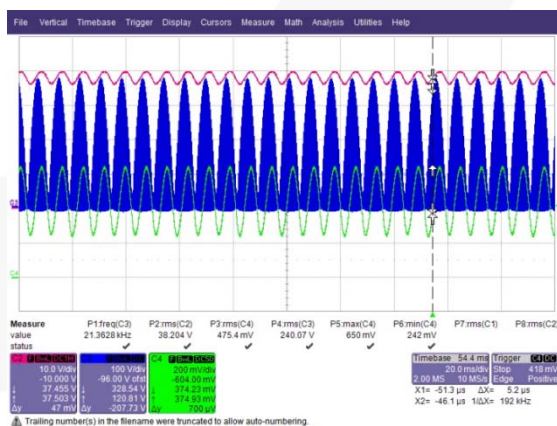 File Vertical Timebase Trigger Display Cursors Measure Math Analysis Utilities Help
C4
Measure P1:freq(C3) P2:rms(C2) P3:rms(C4) P4:rms(C3) P5:max(C4) P6:min(C4) P7:rms(C1) P8:rms(C2)
value 21.3628 kHz 38.204 V 475.4 mV 240.07 V 650 mV 242 mV
status
C2 C4 Timebase 54.4 ms Trigger C4 DC
10.0 V/div 100 V/div 200 mV/div 20.0 ms/div Stop 418 mV
-10.000 V -96.00 V ofst -604.00 mV 2.00 MS 10 MS/s Edge Positive
↓ 37.455 ↓ 328.54 ↓ 374.23 mV X1= -51.3 µs ΔX= 5.2 µs
↑ 37.503 ↑ 120.81 ↑ 374.93 mV X2= -46.1 µs 1/ΔX= 192 kHz
Δy 47 mV Δy -207.73 Δy 700 µV
Trailing number(s) in the filename were truncated to allow auto-numbering.